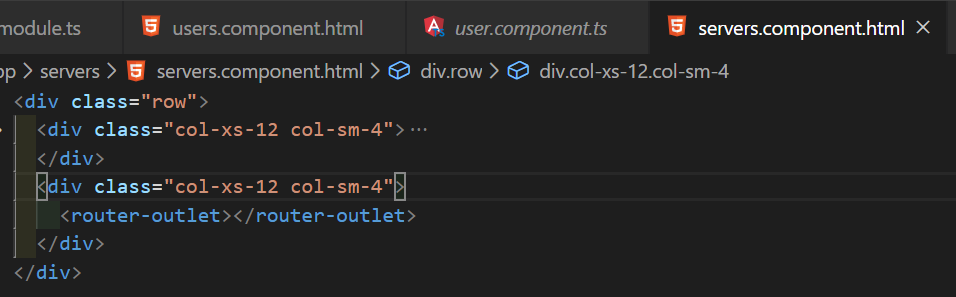 module.ts users.component.html user.component.ts servers.component.html
pp > servers > servers.component.html > div.row > div.col-xs-12.col-sm-4
<div class="row">
<div class="col-xs-12 col-sm-4">...
</div>
<div class="col-xs-12 col-sm-4">
<router-outlet></router-outlet>
</div>
</div>